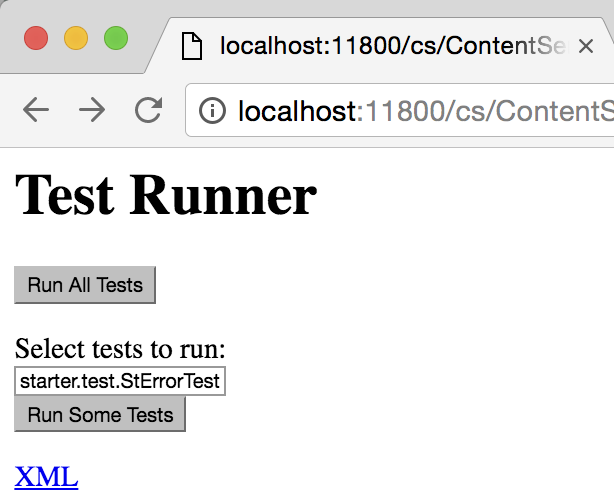 localhost:11800/cs/ContentSe
localhost:11800/cs/ContentS
Test Runner
Run All Tests
Select tests to run:
starter.test.StErrorTest
Run Some Tests
XML